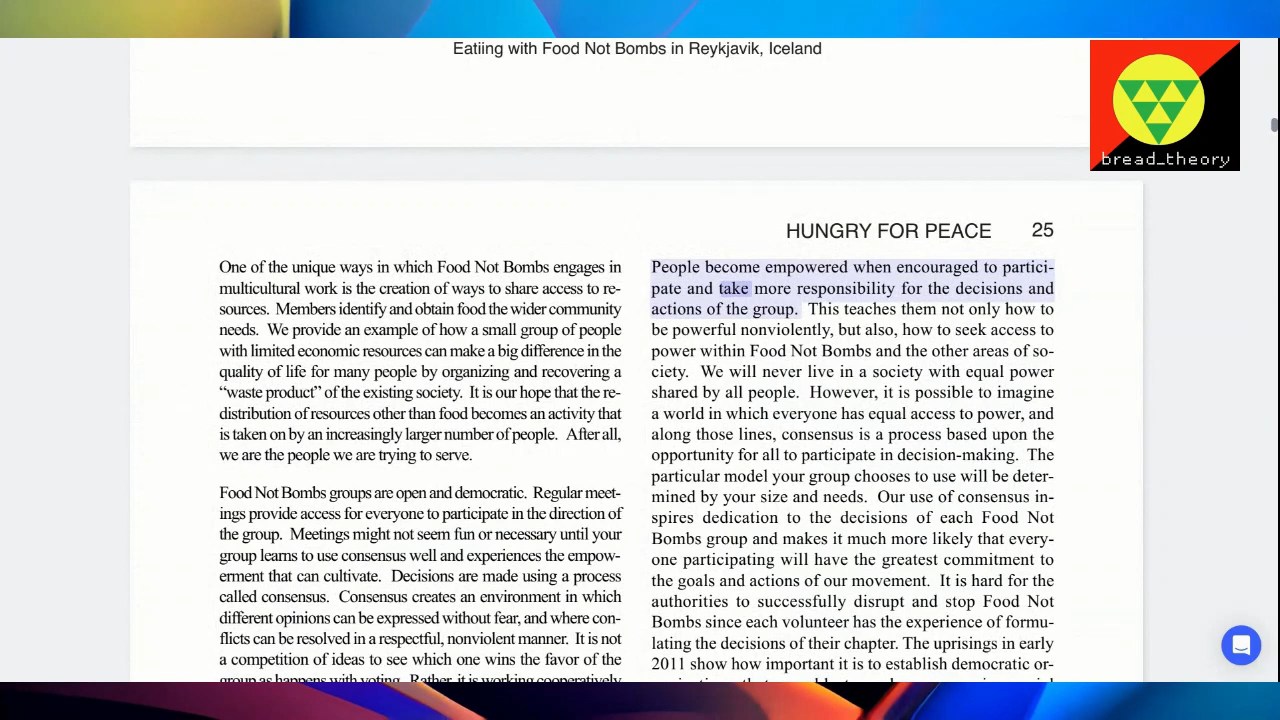 Eatiing with Food Not Bombs in Reykjavik, Iceland
bread_theory
HUNGRY FOR PEACE 25
One of the unique ways in which Food Not Bombs engages in
multicultural work is the creation of ways to share access to re-
sources. Members identify and obtain food the wider community
needs. We provide an example of how a small group of people
with limited economic resources can make a big difference in the
quality of life for many people by organizing and recovering a
“waste product” of the existing society. It is our hope that the re-
distribution of resources other than food becomes an activity that
is taken on by an increasingly larger number of people. After all,
we are the people we are trying to serve.
Food Not Bombs groups are open and democratic. Regular meet-
ings provide access for everyone to participate in the direction of
the group. Meetings might not seem fun or necessary until your
group learns to use consensus well and experiences the empow-
erment that can cultivate. Decisions are made using a process
called consensus. Consensus creates an environment in which
different opinions can be expressed without fear, and where con-
flicts can be resolved in a respectful, nonviolent manner. It is not
a competition of ideas to see which one wins the favor of the
group as happens with voting. Rather, it is working cooperatively
People become empowered when encouraged to partici-
pate and take more responsibility for the decisions and
actions of the group. This teaches them not only how to
be powerful nonviolently, but also, how to seek access to
power within Food Not Bombs and the other areas of so-
ciety. We will never live in a society with equal power
shared by all people. However, it is possible to imagine
a world in which everyone has equal access to power, and
along those lines, consensus is a process based upon the
opportunity for all to participate in decision-making. The
particular model your group chooses to use will be deter-
mined by your size and needs. Our use of consensus in-
spires dedication to the decisions of each Food Not
Bombs group and makes it much more likely that every-
one participating will have the greatest commitment to
the goals and actions of our movement. It is hard for the
authorities to successfully disrupt and stop Food Not
Bombs since each volunteer has the experience of formu-
lating the decisions of their chapter. The uprisings in early
2011 show how important it is to establish democratic or-